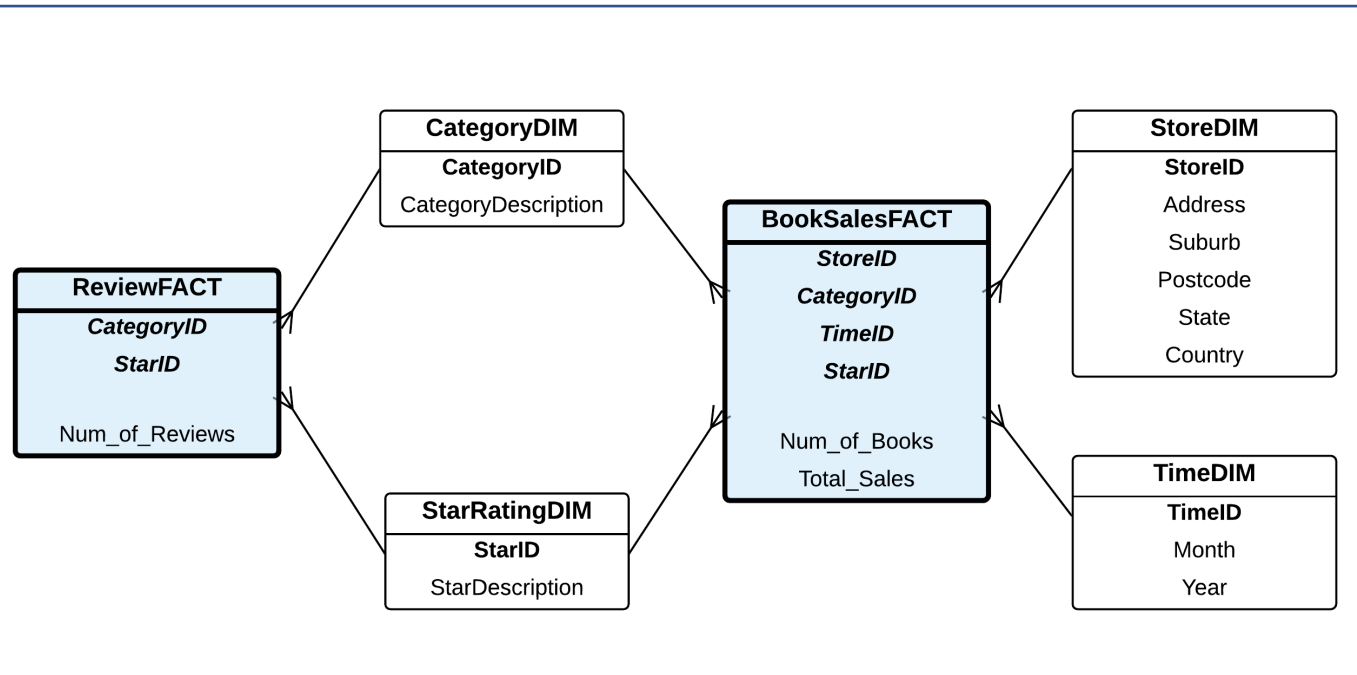 ReviewFACT
CategoryID
StarID
Num_of_Reviews
CategoryDIM
CategoryID
CategoryDescription
StarRatingDIM
StarID
StarDescription
BookSalesFACT
StoreID
CategoryID
TimeID
StarID
Num_of_Books
Total_Sales
StoreDIM
StoreID
Address
Suburb
Postcode
State
Country
TimeDIM
TimeID
Month
Year